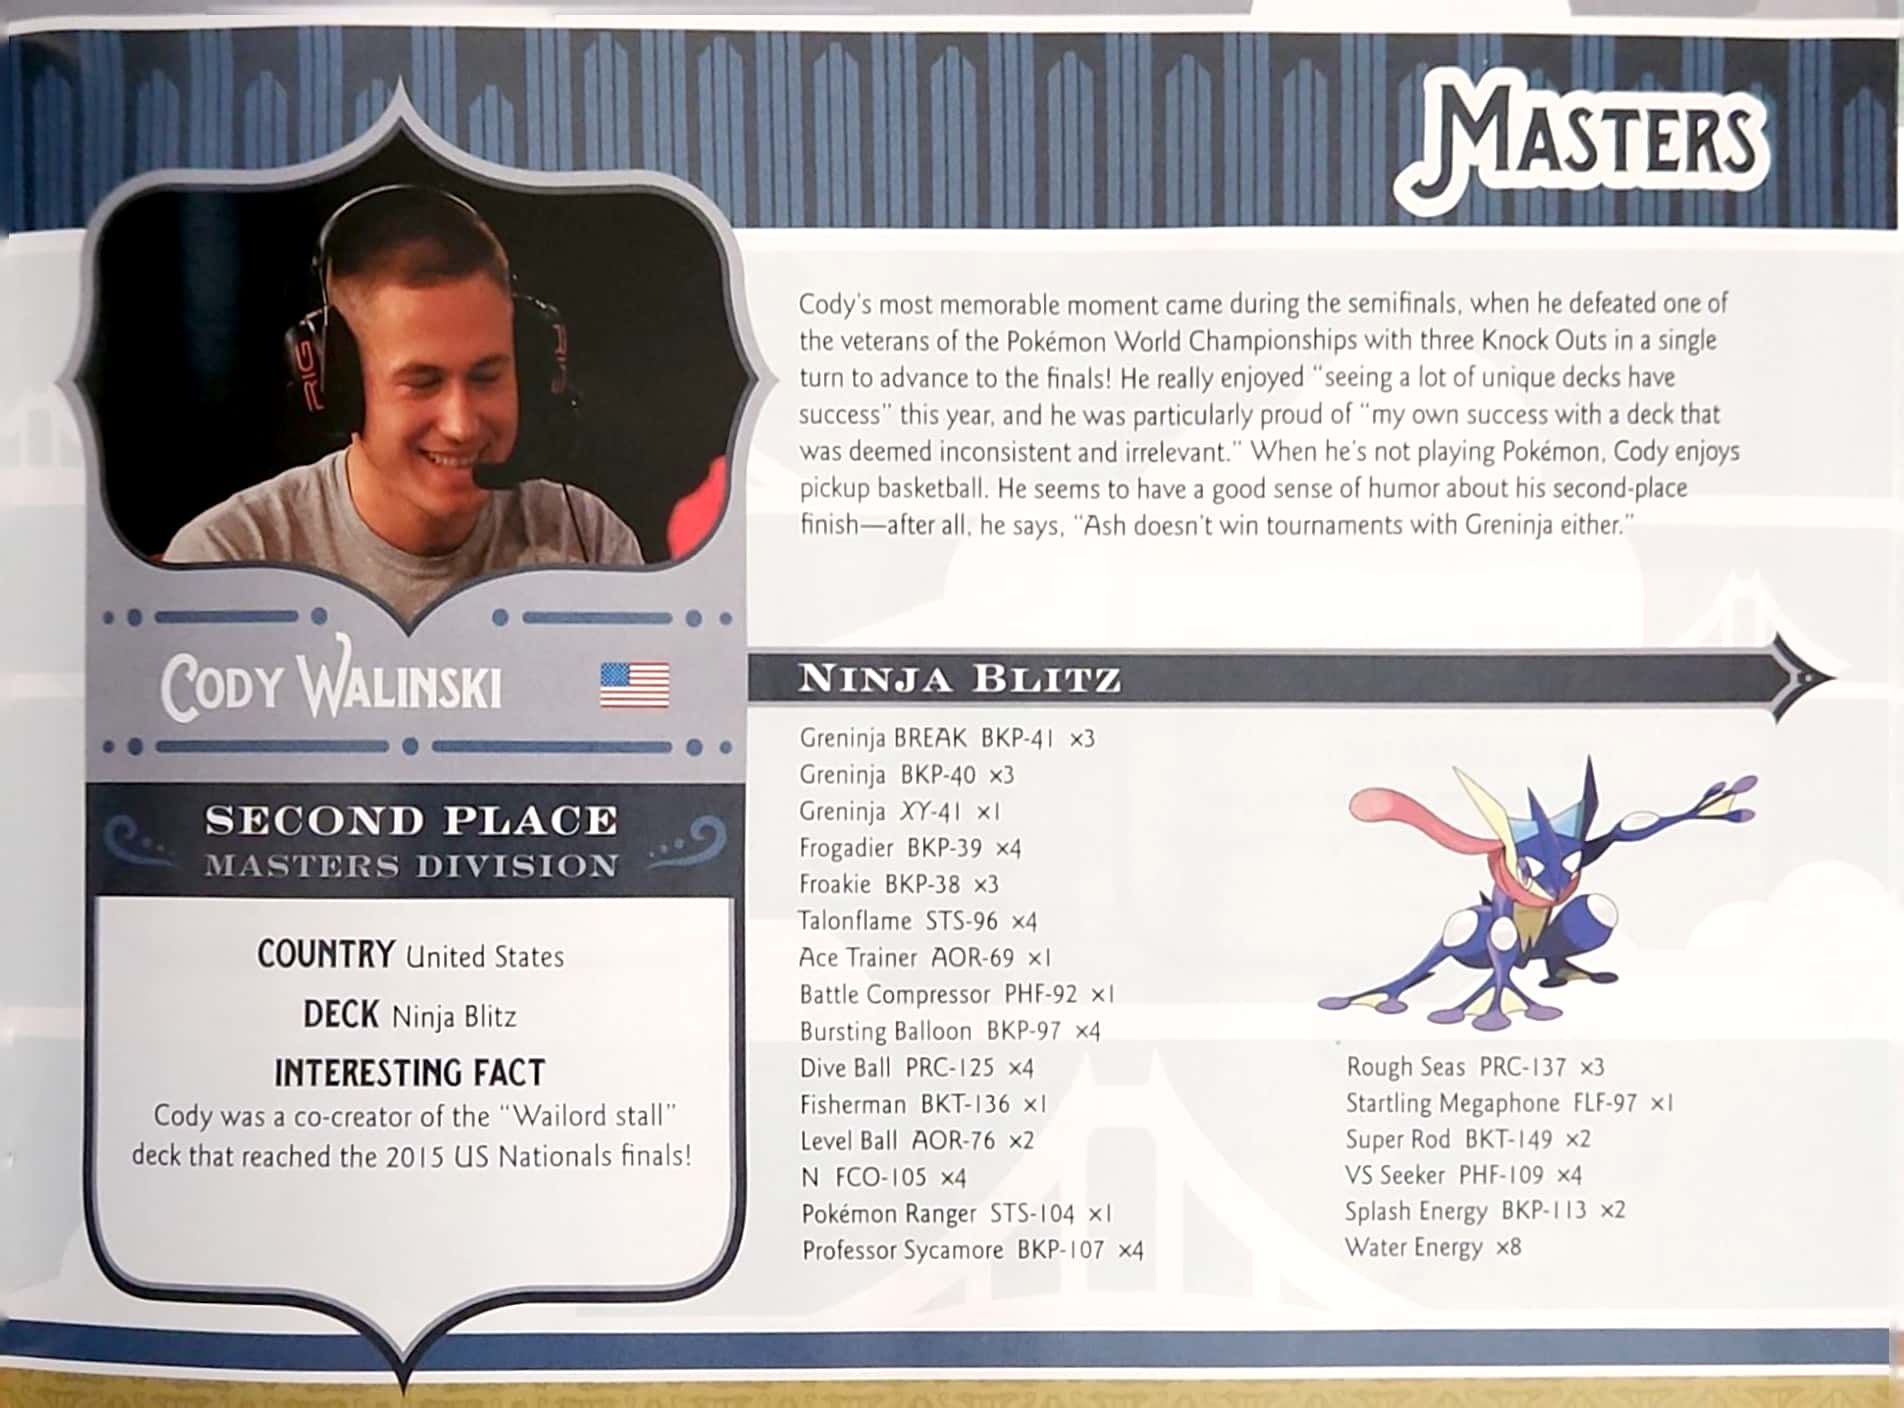 MASTERS
RIG
RIG
CODY WALINSKI
SECOND PLACE
MASTERS DIVISION
COUNTRY United States
DECK Ninja Blitz
INTERESTING FACT
Cody was a co-creator of the "Wailord stall"
deck that reached the 2015 US Nationals finals!
Cody's most memorable moment came during the semifinals, when he defeated one of
the veterans of the Pokémon World Championships with three Knock Outs in a single
turn to advance to the finals! He really enjoyed "seeing a lot of unique decks have
success" this year, and he was particularly proud of "my own success with a deck that
was deemed inconsistent and irrelevant." When he's not playing Pokémon, Cody enjoys
pickup basketball. He seems to have a good sense of humor about his second-place
finish—after all, he says, "Ash doesn't win tournaments with Greninja either."
NINJA BLITZ
Greninja BREAK BKP-41 ×3
Greninja BKP-40 ×3
Greninja XY-41 ×1
Frogadier BKP-39 ×4
Froakie BKP-38 ×3
Talonflame STS-96 ×4
Ace Trainer AOR-69 ×1
Battle Compressor PHF-92 ×1
Bursting Balloon BKP-97 ×4
Dive Ball PRC-125 ×4
Fisherman BKT-136 ×1
Level Ball AOR-76 ×2
N FCO-105 ×4
Pokémon Ranger STS-104 ×1
Professor Sycamore BKP-107 ×4
Rough Seas PRC-137 ×3
Startling Megaphone FLF-97 ×1
Super Rod BKT-149 ×2
VS Seeker PHF-109 ×4
Splash Energy BKP-113 ×2
Water Energy ×8